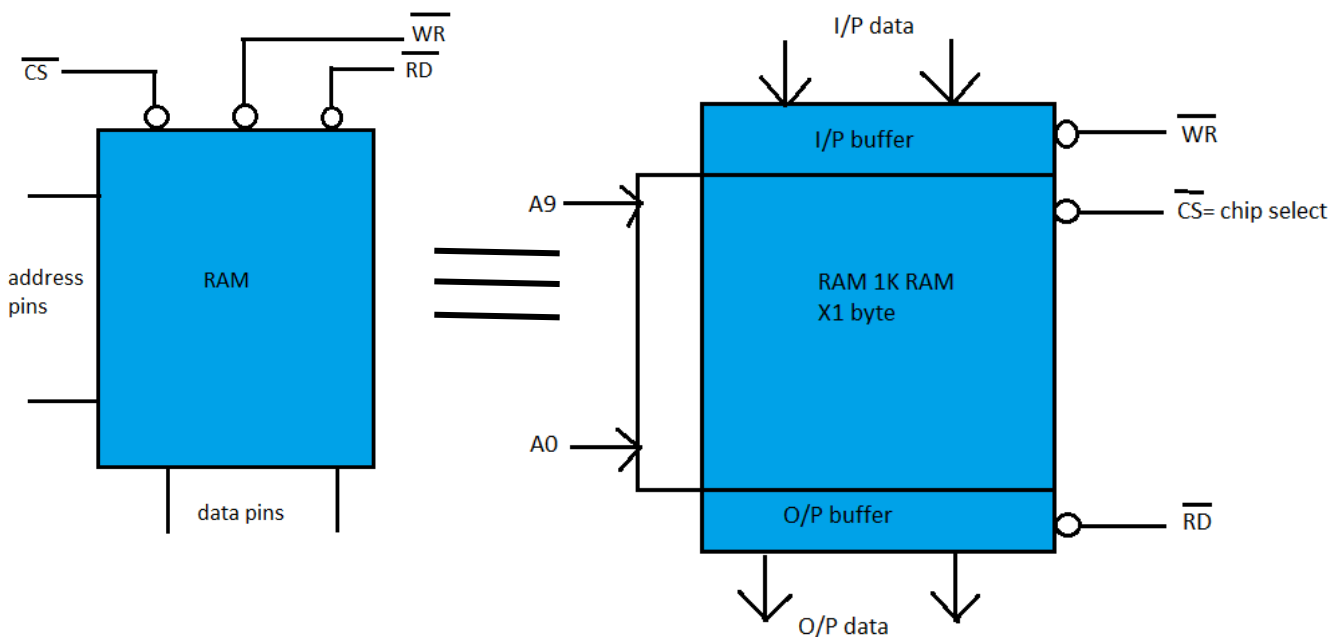 CS
WR
RD
address
pins
RAM
data pins
I/P data
I/P buffer
WR
A9
CS= chip select
RAM 1K RAM
X1 byte
A0
O/P buffer
RD
O/P data